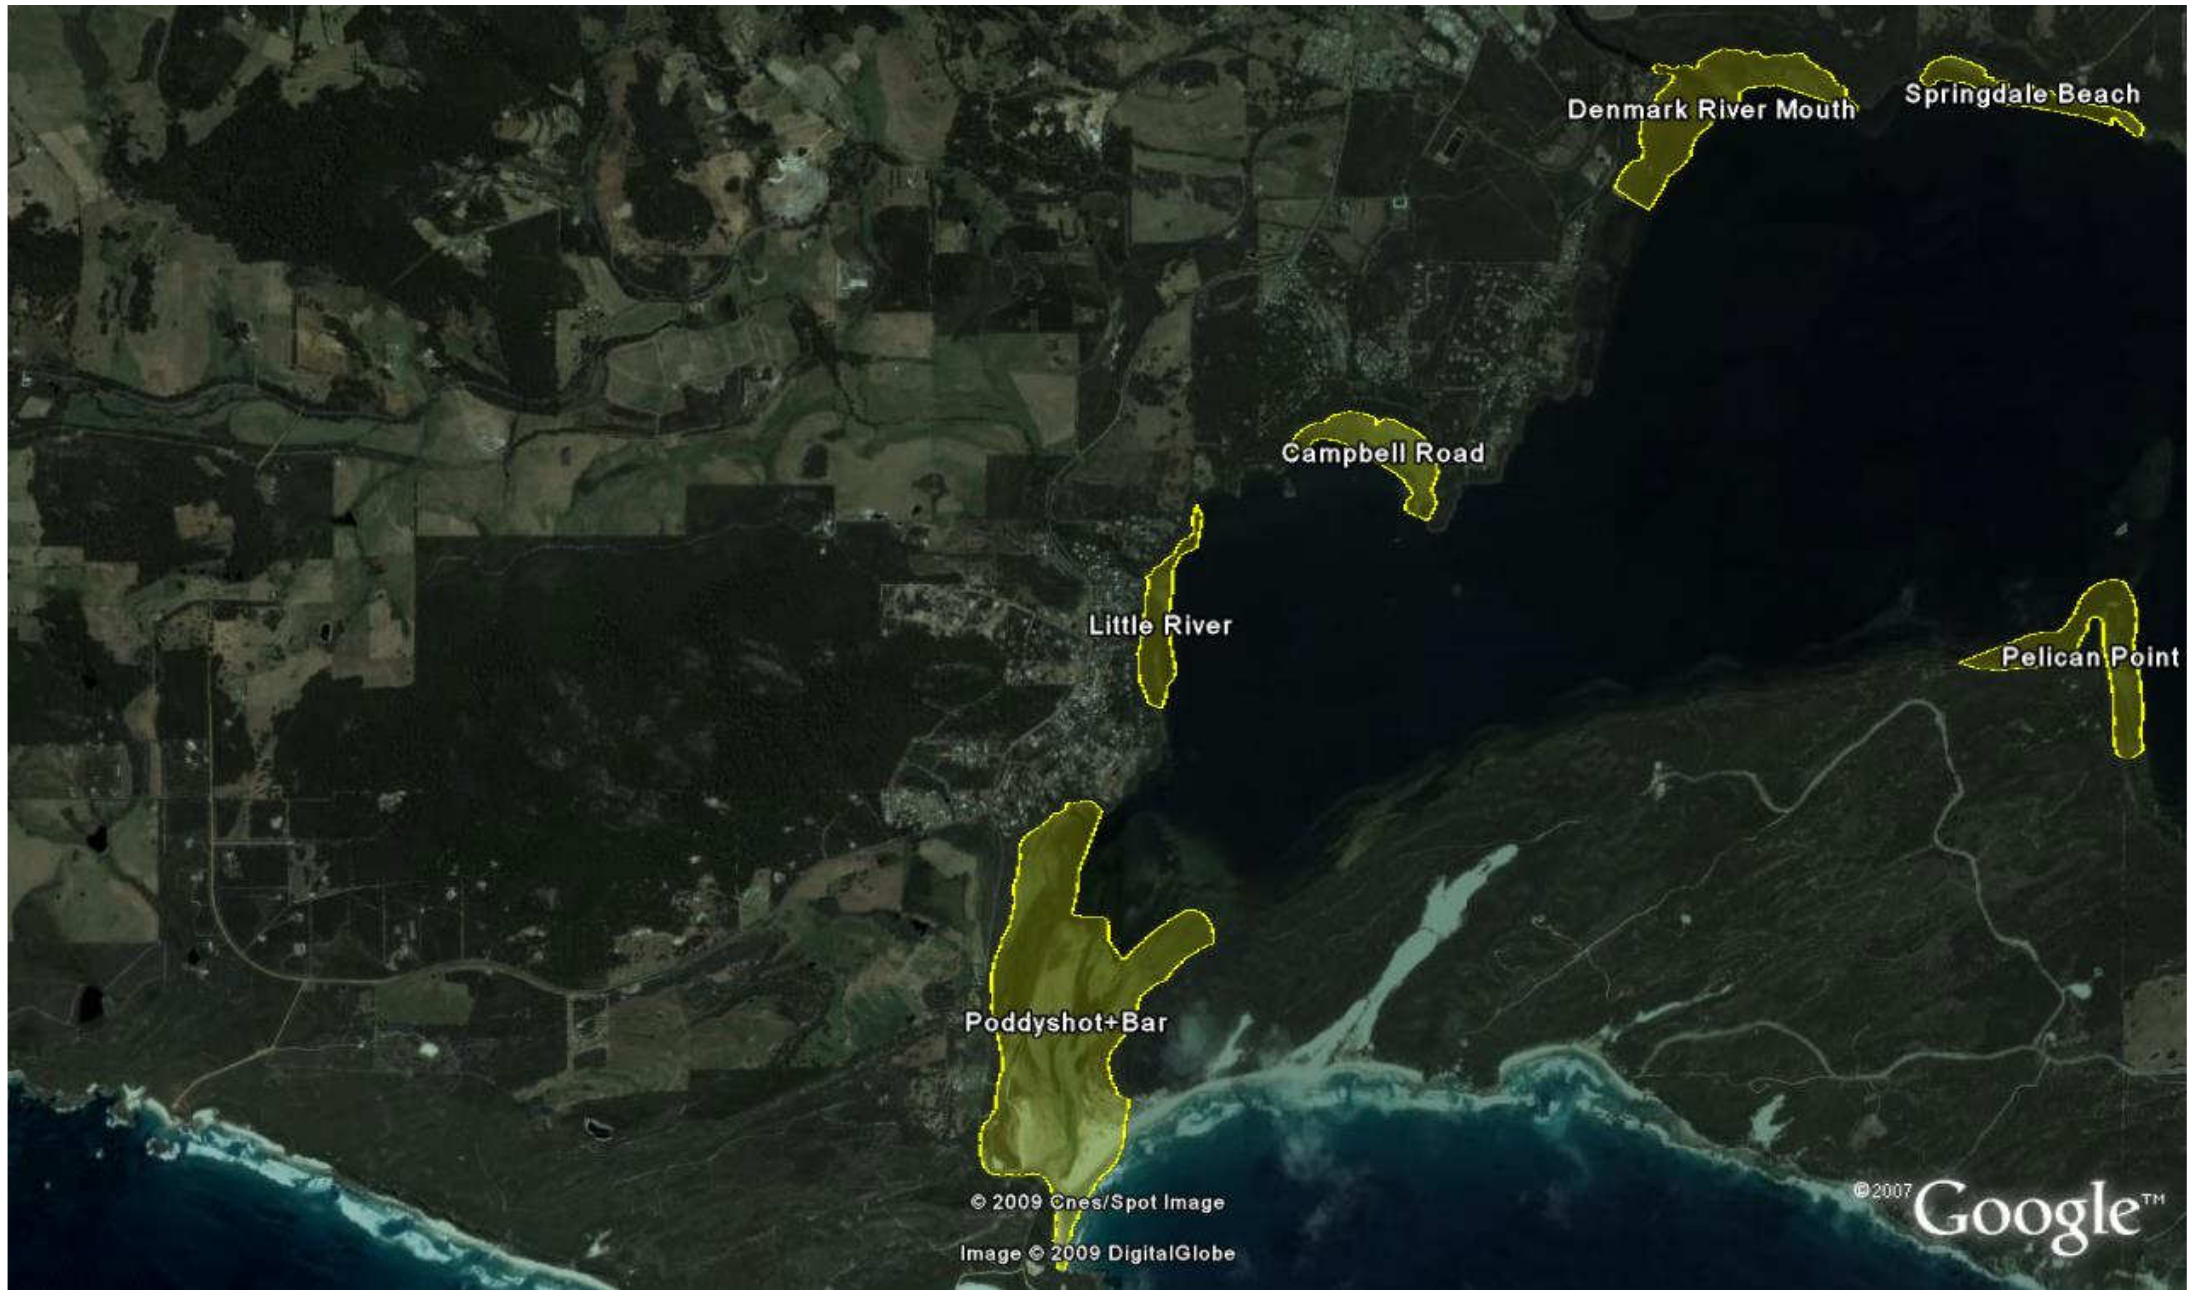 Springdale Beach
Denmark River Mouth
Campbell Road
Little River
Pelican Point
Poddyshot+Bar
© 2009 Cnes/Spot Image
©2007 Google™
Image © 2009 DigitalGlobe